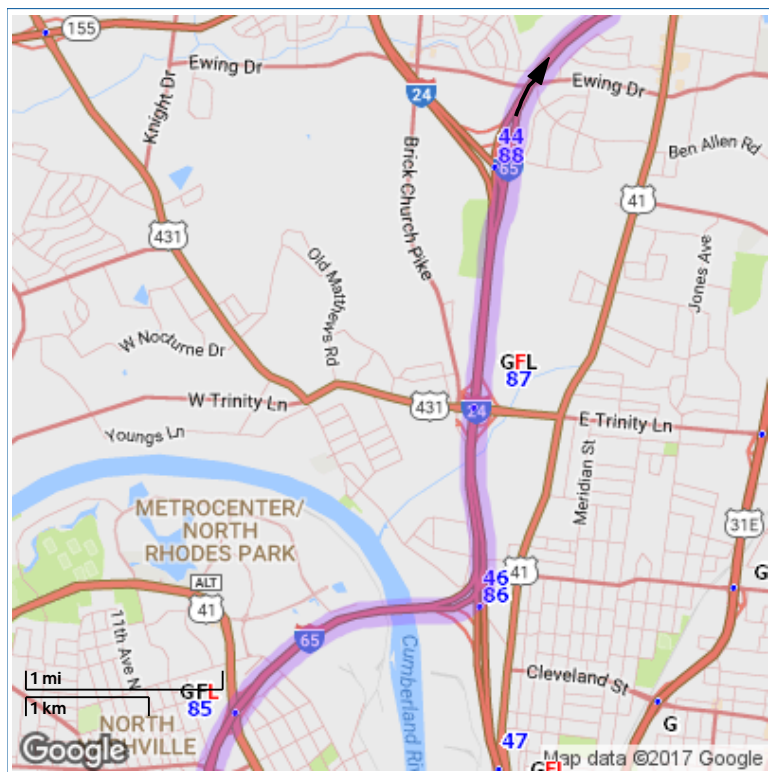 155
Ewing Dr
24
Ewing Dr
Knight Dr
Brick Church Pike
44
88
65
Ben Allen Rd
41
431
Jones Ave
Old Matthews Rd
W Nocturne Dr
GFL
87
W Trinity Ln
431
24
E Trinity Ln
Youngs Ln
Meridian St
METROCENTER/
NORTH
RHODES PARK
31E
ALT
41
46
86
41
G
11th Ave N
65
Cumberland Riv
Cleveland St
1 mi
GFL
85
1 km
G
NORTH
NASHVILLE
47
Google
Map data ©2017 Google
GFL